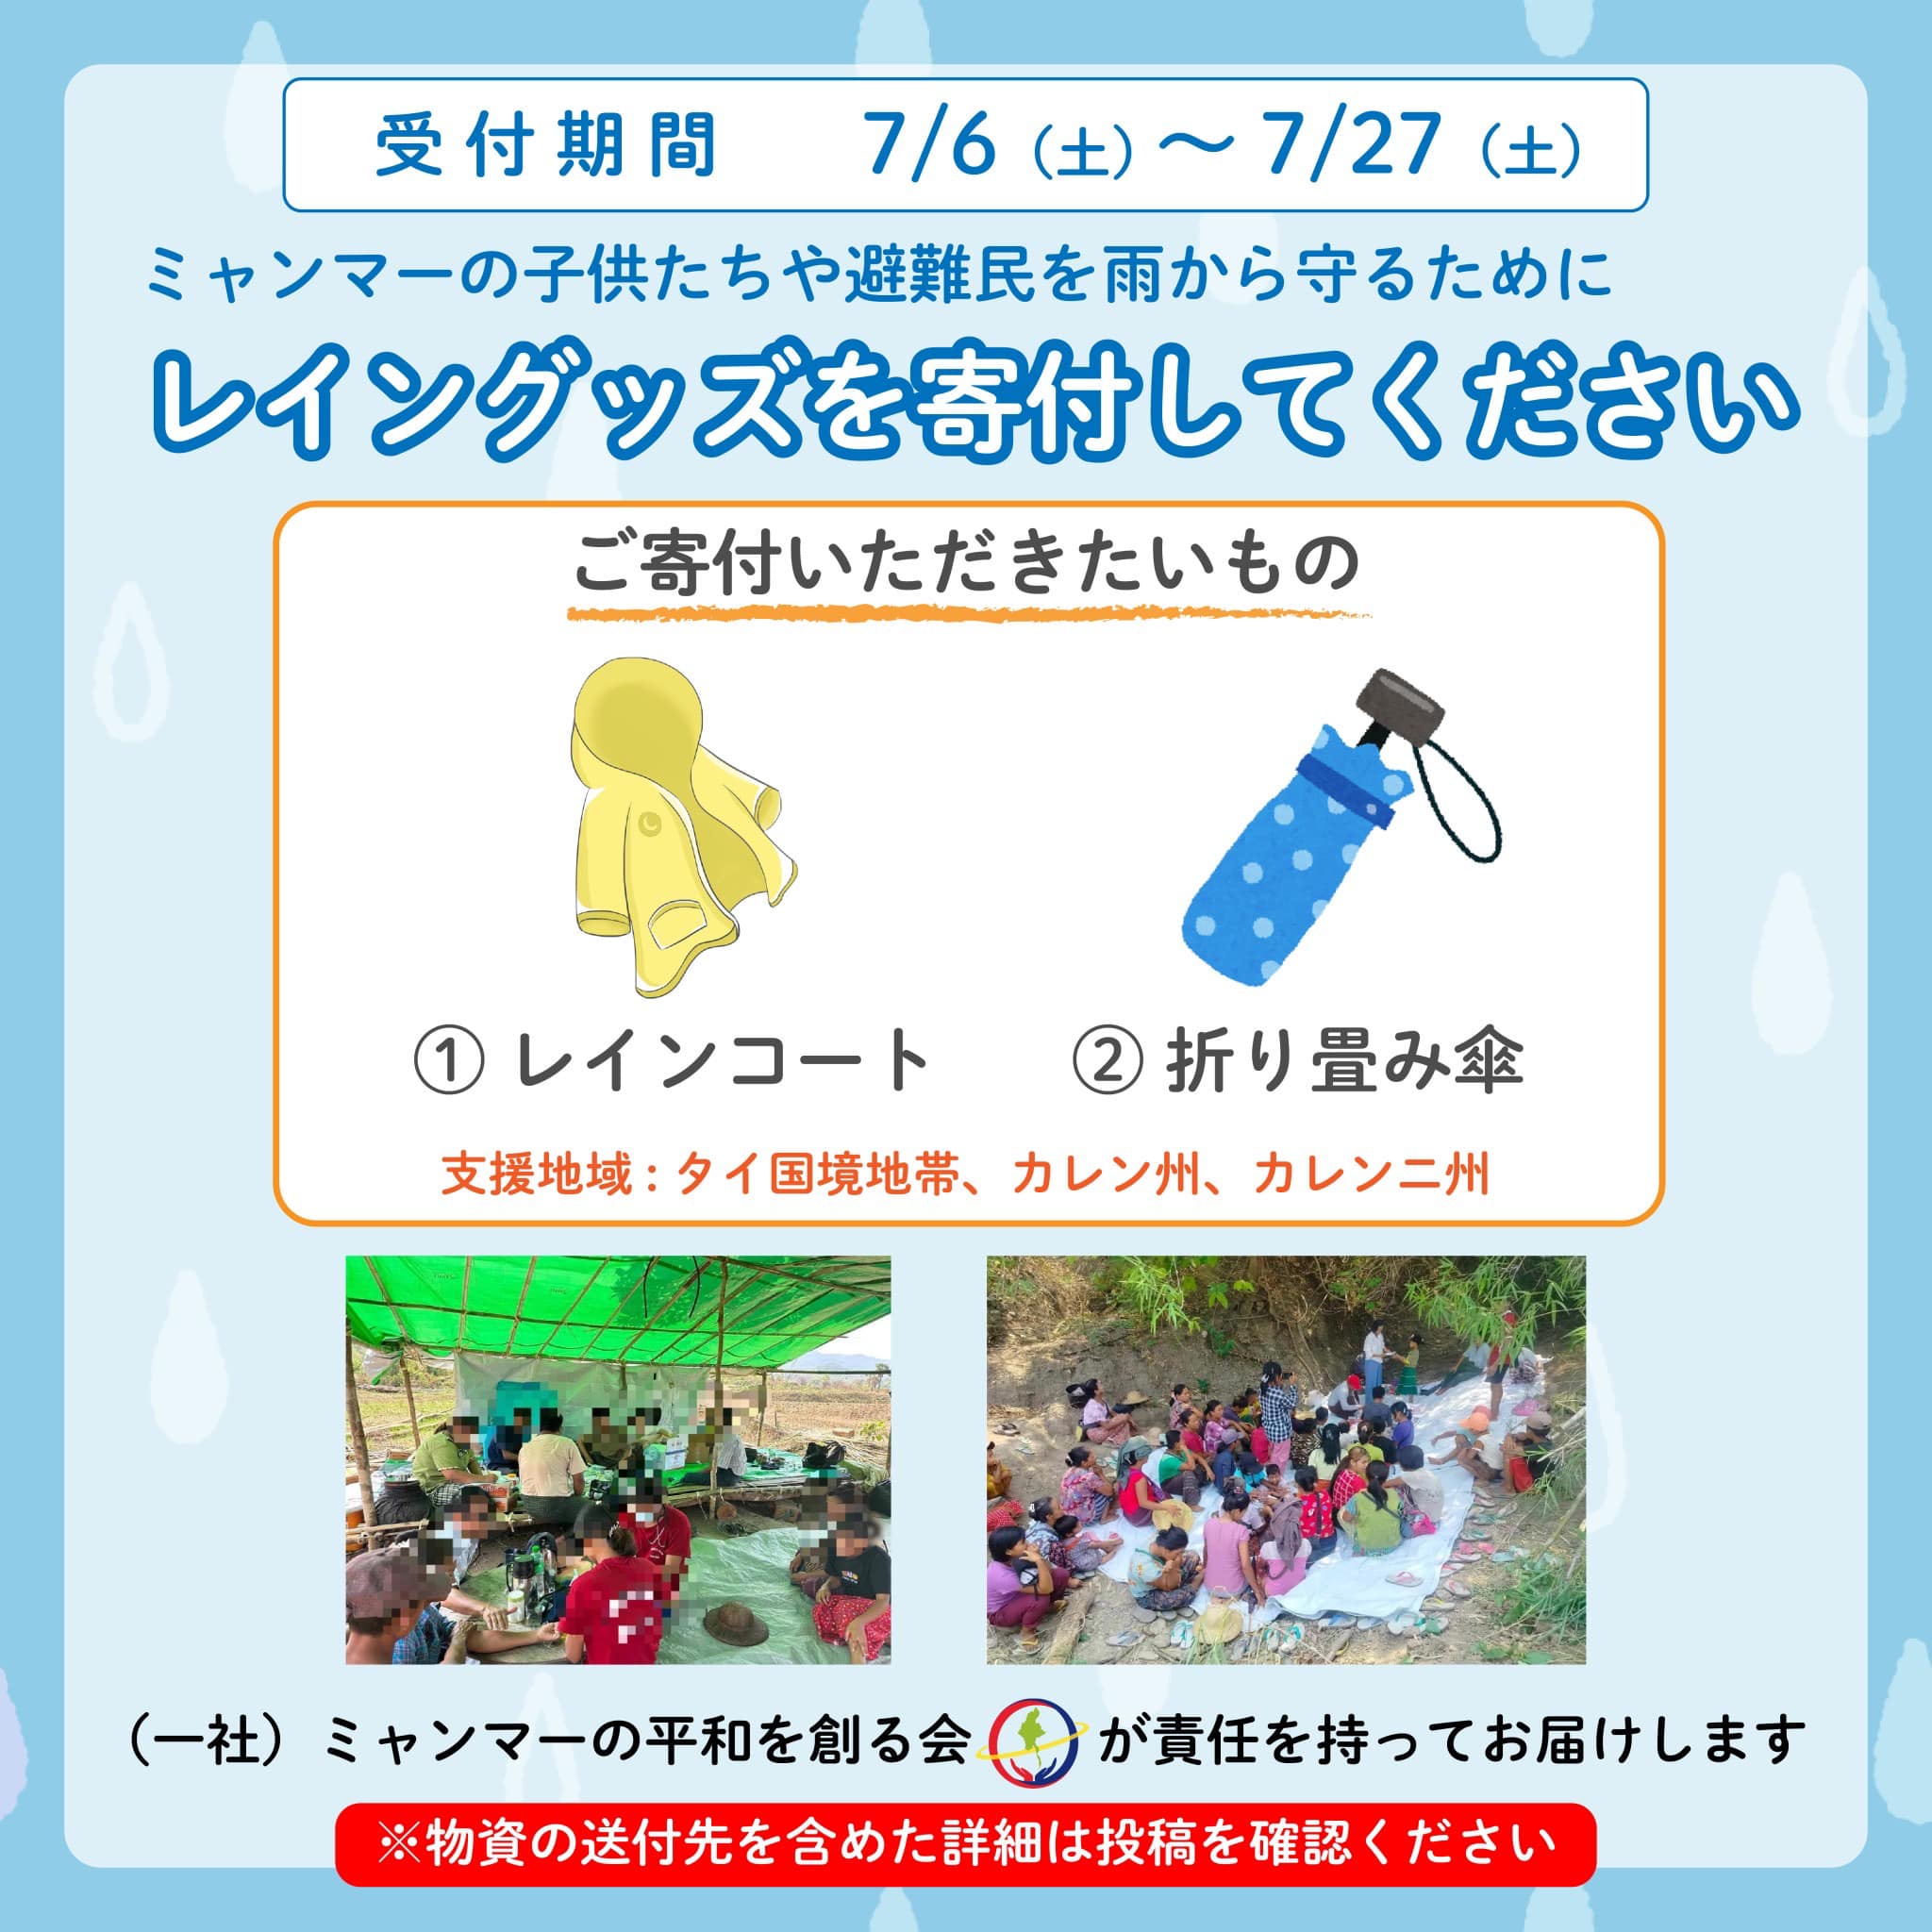 受付期間 7/6（土）～7/27（土）
ミャンマーの子供たちや避難民を雨から守るために
レイングッズを寄付してください
ご寄付いただきたいもの
① レインコート
② 折り畳み傘
支援地域：タイ国境地帯、カレン州、カレンニ州
（一社）ミャンマーの平和を創る会が責任を持ってお届けします
※物資の送付先を含めた詳細は投稿を確認ください